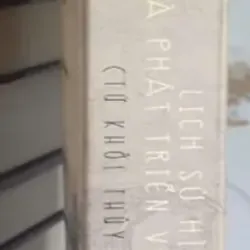 LỊCH SỬ
À PHÁT TRIỂN
(TỪ KHỞI THỦY